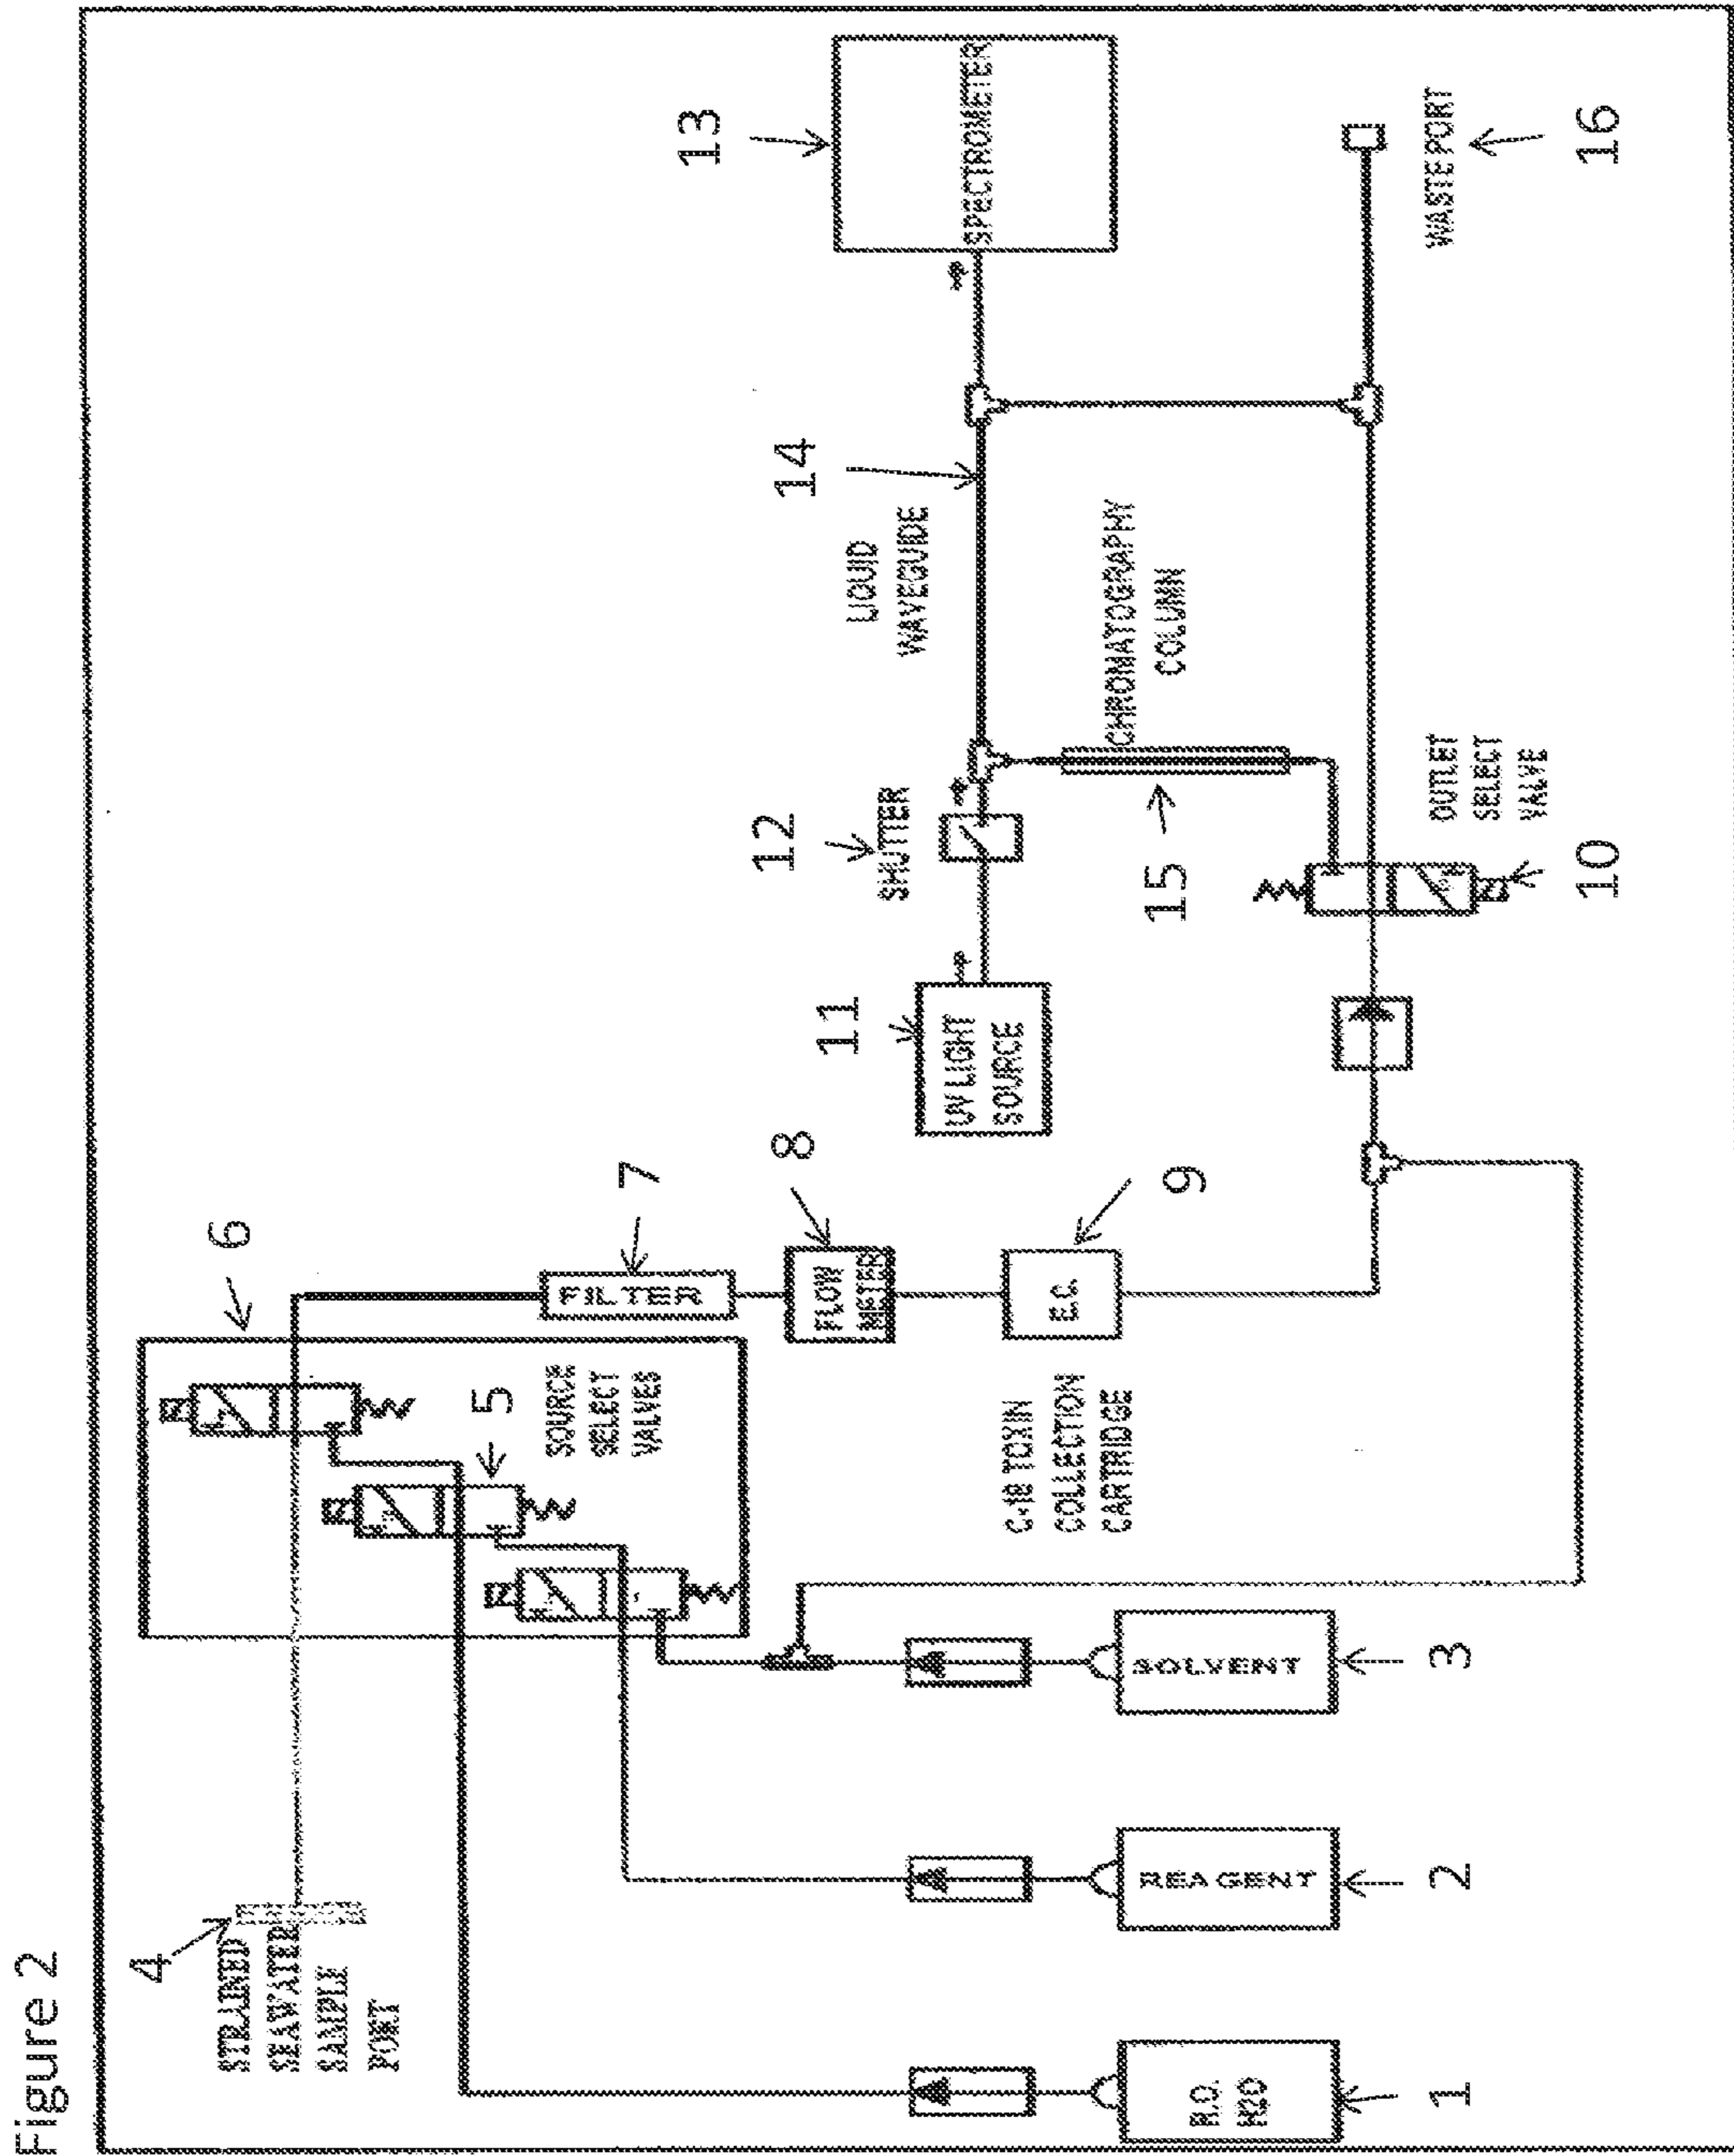 Figure 2
4
STRAINED
SEAWATER
SAMPLE
PORT
6
5
SOURCE
SELECT
VALVES
7
FILTER
8
FLOW
METER
9
E.C.
C-18 TOXIN
COLLECTION
CARTRIDGE
R.O.
H2O
1
REAGENT
2
SOLVENT
3
11
UV LIGHT
SOURCE
12
SHUTTER
LIQUID
WAVEGUIDE
14
13
SPECTROMETER
CHROMATOGRAPHY
COLUMN
15
OUTLET
SELECT
VALVE
10
WASTE PORT
16